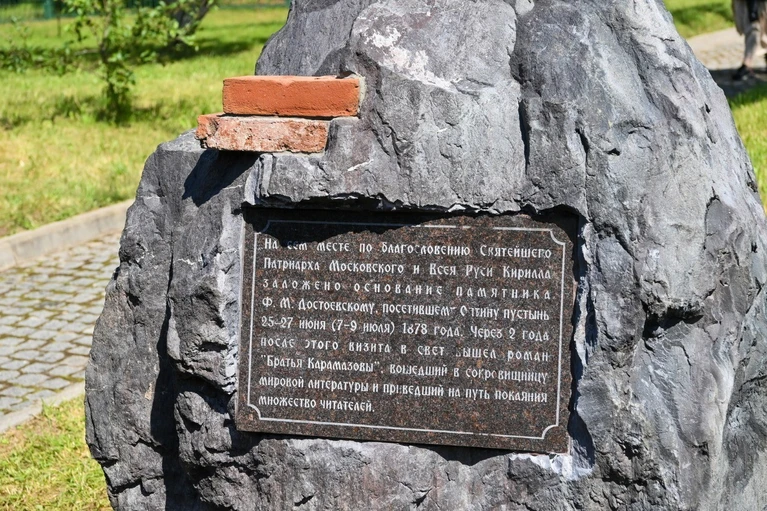 На сем месте по благословению Святейшего
Патриарха Московского и Всея Руси Кирилла
заложено основание памятника
Ф. М. Достоевскому, посетившему Оптину пустынь
25-27 июня (7-9 июля) 1878 года. Через 2 года
после этого визита в свет вышел роман
"Братья Карамазовы", вошедший в сокровищницу
мировой литературы и приведший на путь покаяния
множество читателей.